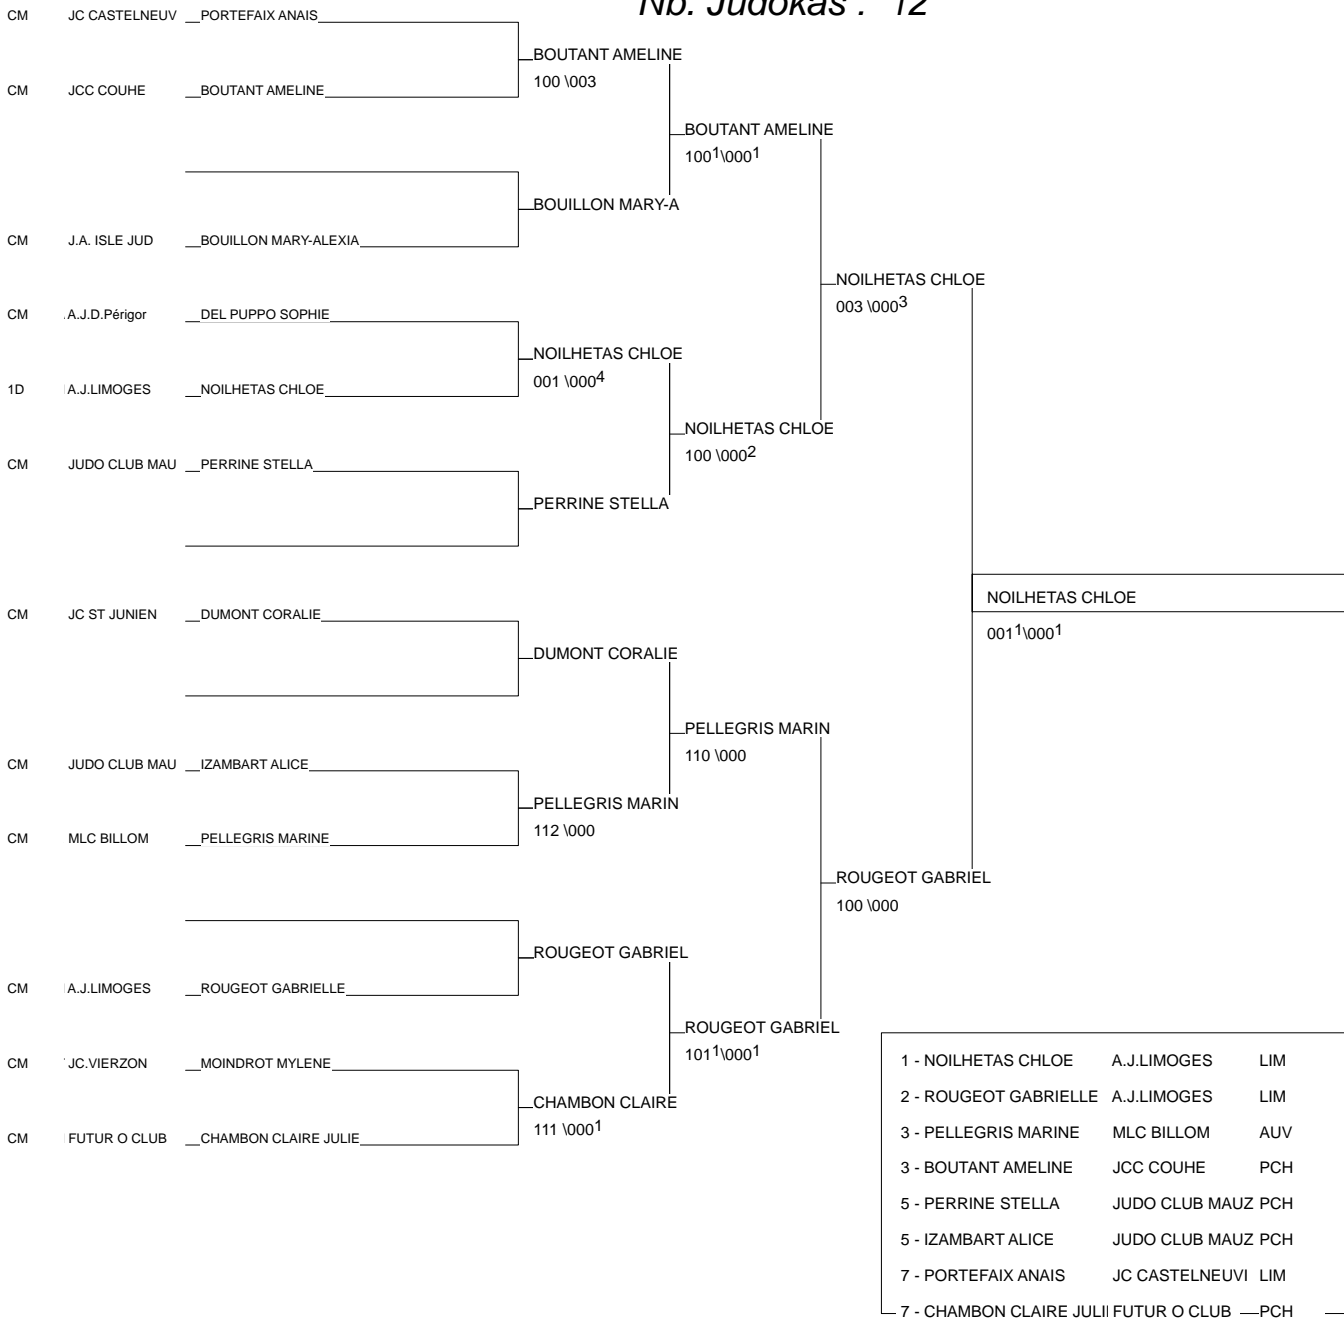 Nb. Judokas : 12
CM JC CASTELNEUV PORTEFAIX ANAIS
BOUTANT AMELINE
100 \003
CM JCC COUHE BOUTANT AMELINE
BOUTANT AMELINE
100¹\000¹
BOUILLON MARY-A
CM J.A. ISLE JUD BOUILLON MARY-ALEXIA
NOILHETAS CHLOE
003 \000³
CM A.J.D.Périgor DEL PUPPO SOPHIE
NOILHETAS CHLOE
001 \000⁴
1D A.J.LIMOGES NOILHETAS CHLOE
NOILHETAS CHLOE
100 \000²
CM JUDO CLUB MAU PERRINE STELLA
PERRINE STELLA
NOILHETAS CHLOE
001¹\000¹
CM JC ST JUNIEN DUMONT CORALIE
DUMONT CORALIE
PELLEGRIS MARIN
110 \000
CM JUDO CLUB MAU IZAMBART ALICE
PELLEGRIS MARIN
112 \000
CM MLC BILLOM PELLEGRIS MARINE
ROUGEOT GABRIEL
100 \000
ROUGEOT GABRIEL
CM A.J.LIMOGES ROUGEOT GABRIELLE
ROUGEOT GABRIEL
101¹\000¹
CM JC.VIERZON MOINDROT MYLENE
CHAMBON CLAIRE
111 \000¹
CM FUTUR O CLUB CHAMBON CLAIRE JULIE
1 - NOILHETAS CHLOE A.J.LIMOGES LIM
2 - ROUGEOT GABRIELLE A.J.LIMOGES LIM
3 - PELLEGRIS MARINE MLC BILLOM AUV
3 - BOUTANT AMELINE JCC COUHE PCH
5 - PERRINE STELLA JUDO CLUB MAUZ PCH
5 - IZAMBART ALICE JUDO CLUB MAUZ PCH
7 - PORTEFAIX ANAIS JC CASTELNEUVI LIM
7 - CHAMBON CLAIRE JULI FUTUR O CLUB PCH